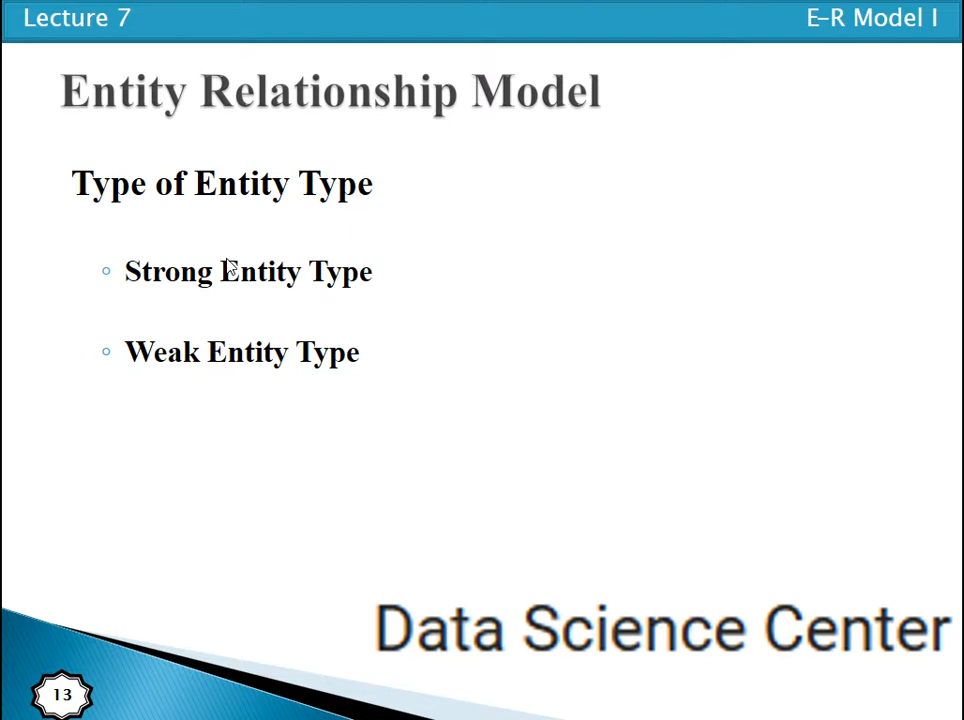 Lecture 7
E-R Model I
Entity Relationship Model
Type of Entity Type
Strong Entity Type
Weak Entity Type
Data Science Center
13